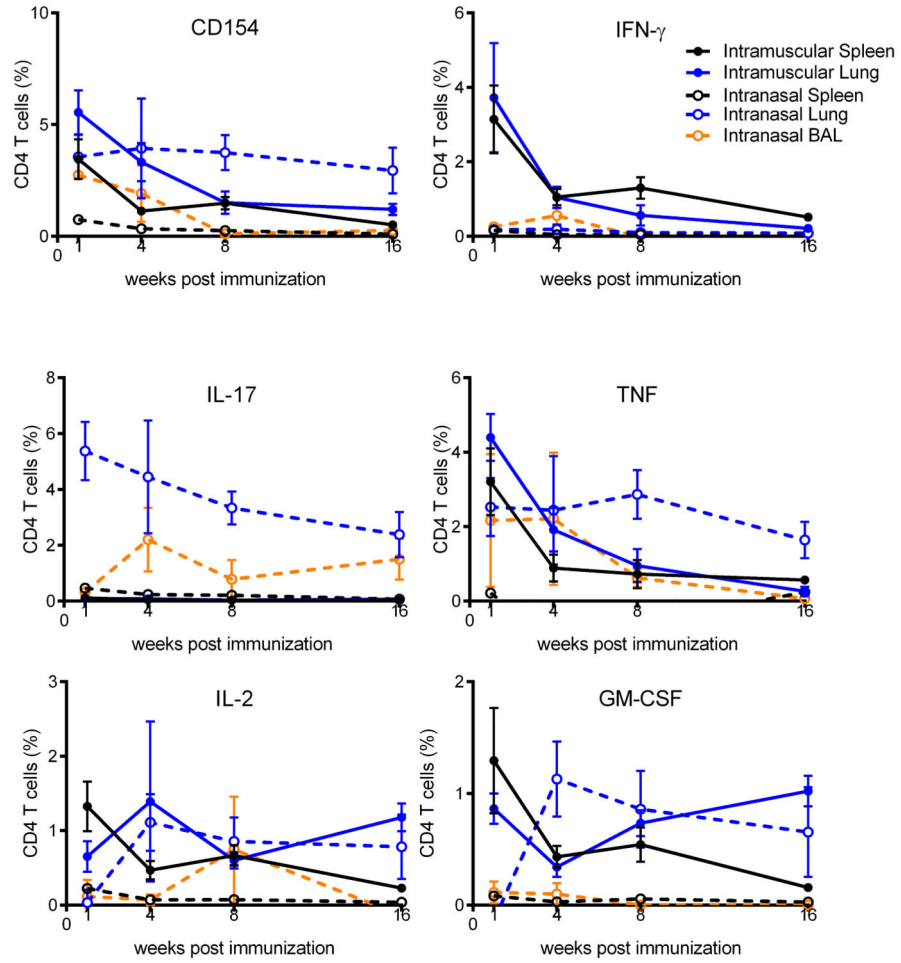 CD154
CD4 T cells (%)
10
5
0
0
1
4
8
16
weeks post immunization
IFN-γ
CD4 T cells (%)
6
4
2
0
0
1
4
8
16
weeks post immunization
Intramuscular Spleen
Intramuscular Lung
Intranasal Spleen
Intranasal Lung
Intranasal BAL
IL-17
CD4 T cells (%)
8
6
4
2
0
0
1
4
8
16
weeks post immunization
TNF
CD4 T cells (%)
6
4
2
0
0
1
4
8
16
weeks post immunization
IL-2
CD4 T cells (%)
3
2
1
0
0
1
4
8
16
weeks post immunization
GM-CSF
CD4 T cells (%)
2
1
0
0
1
4
8
16
weeks post immunization